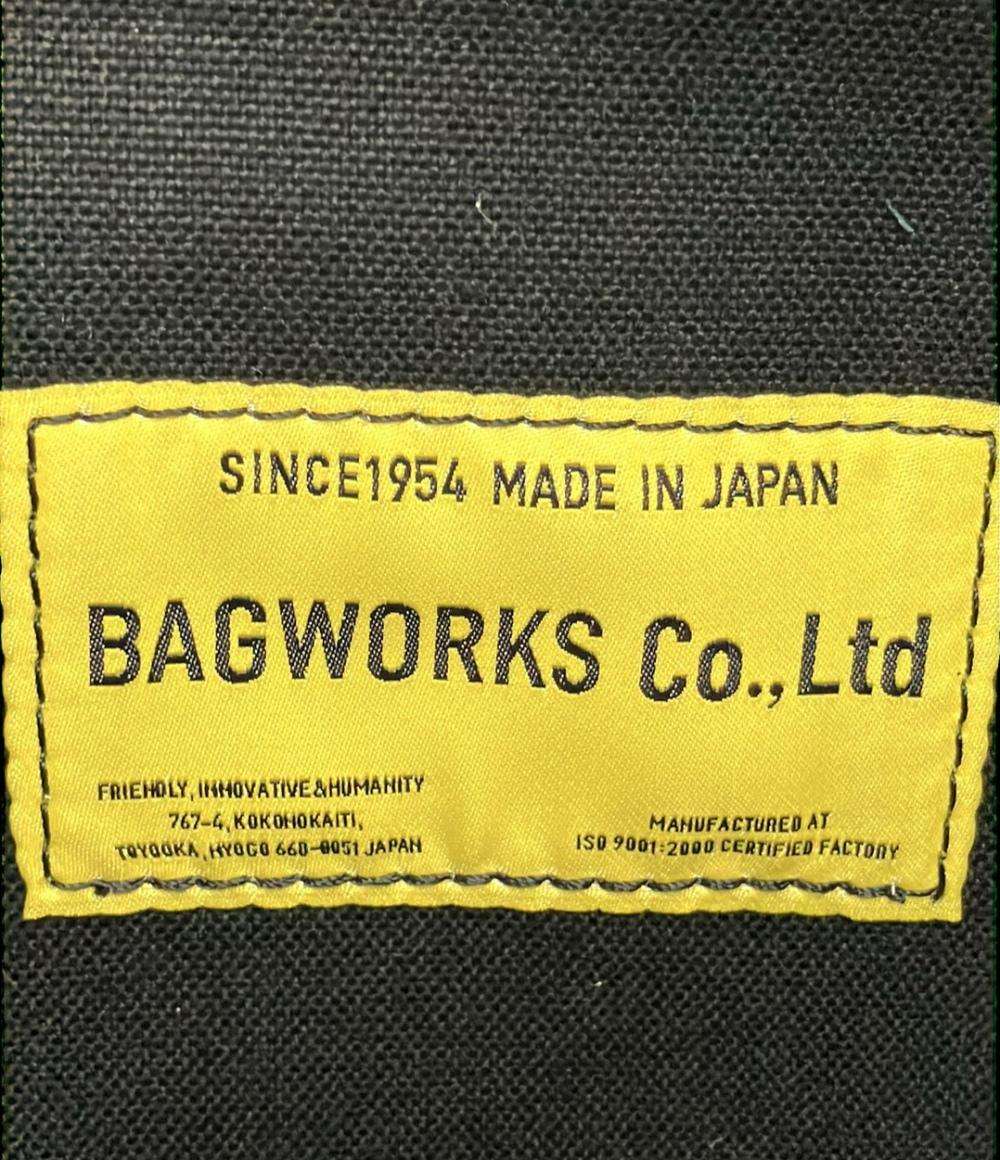 SINCE1954 MADE IN JAPAN
BAGWORKS Co.,Ltd
FRIENDLY, INNOVATIVE&HUMANITY
767-4, KOKONOKAITI,
TOYOOKA, HYOGO 668-0051 JAPAN
MANUFACTURED AT
ISO 9001:2000 CERTIFIED FACTORY